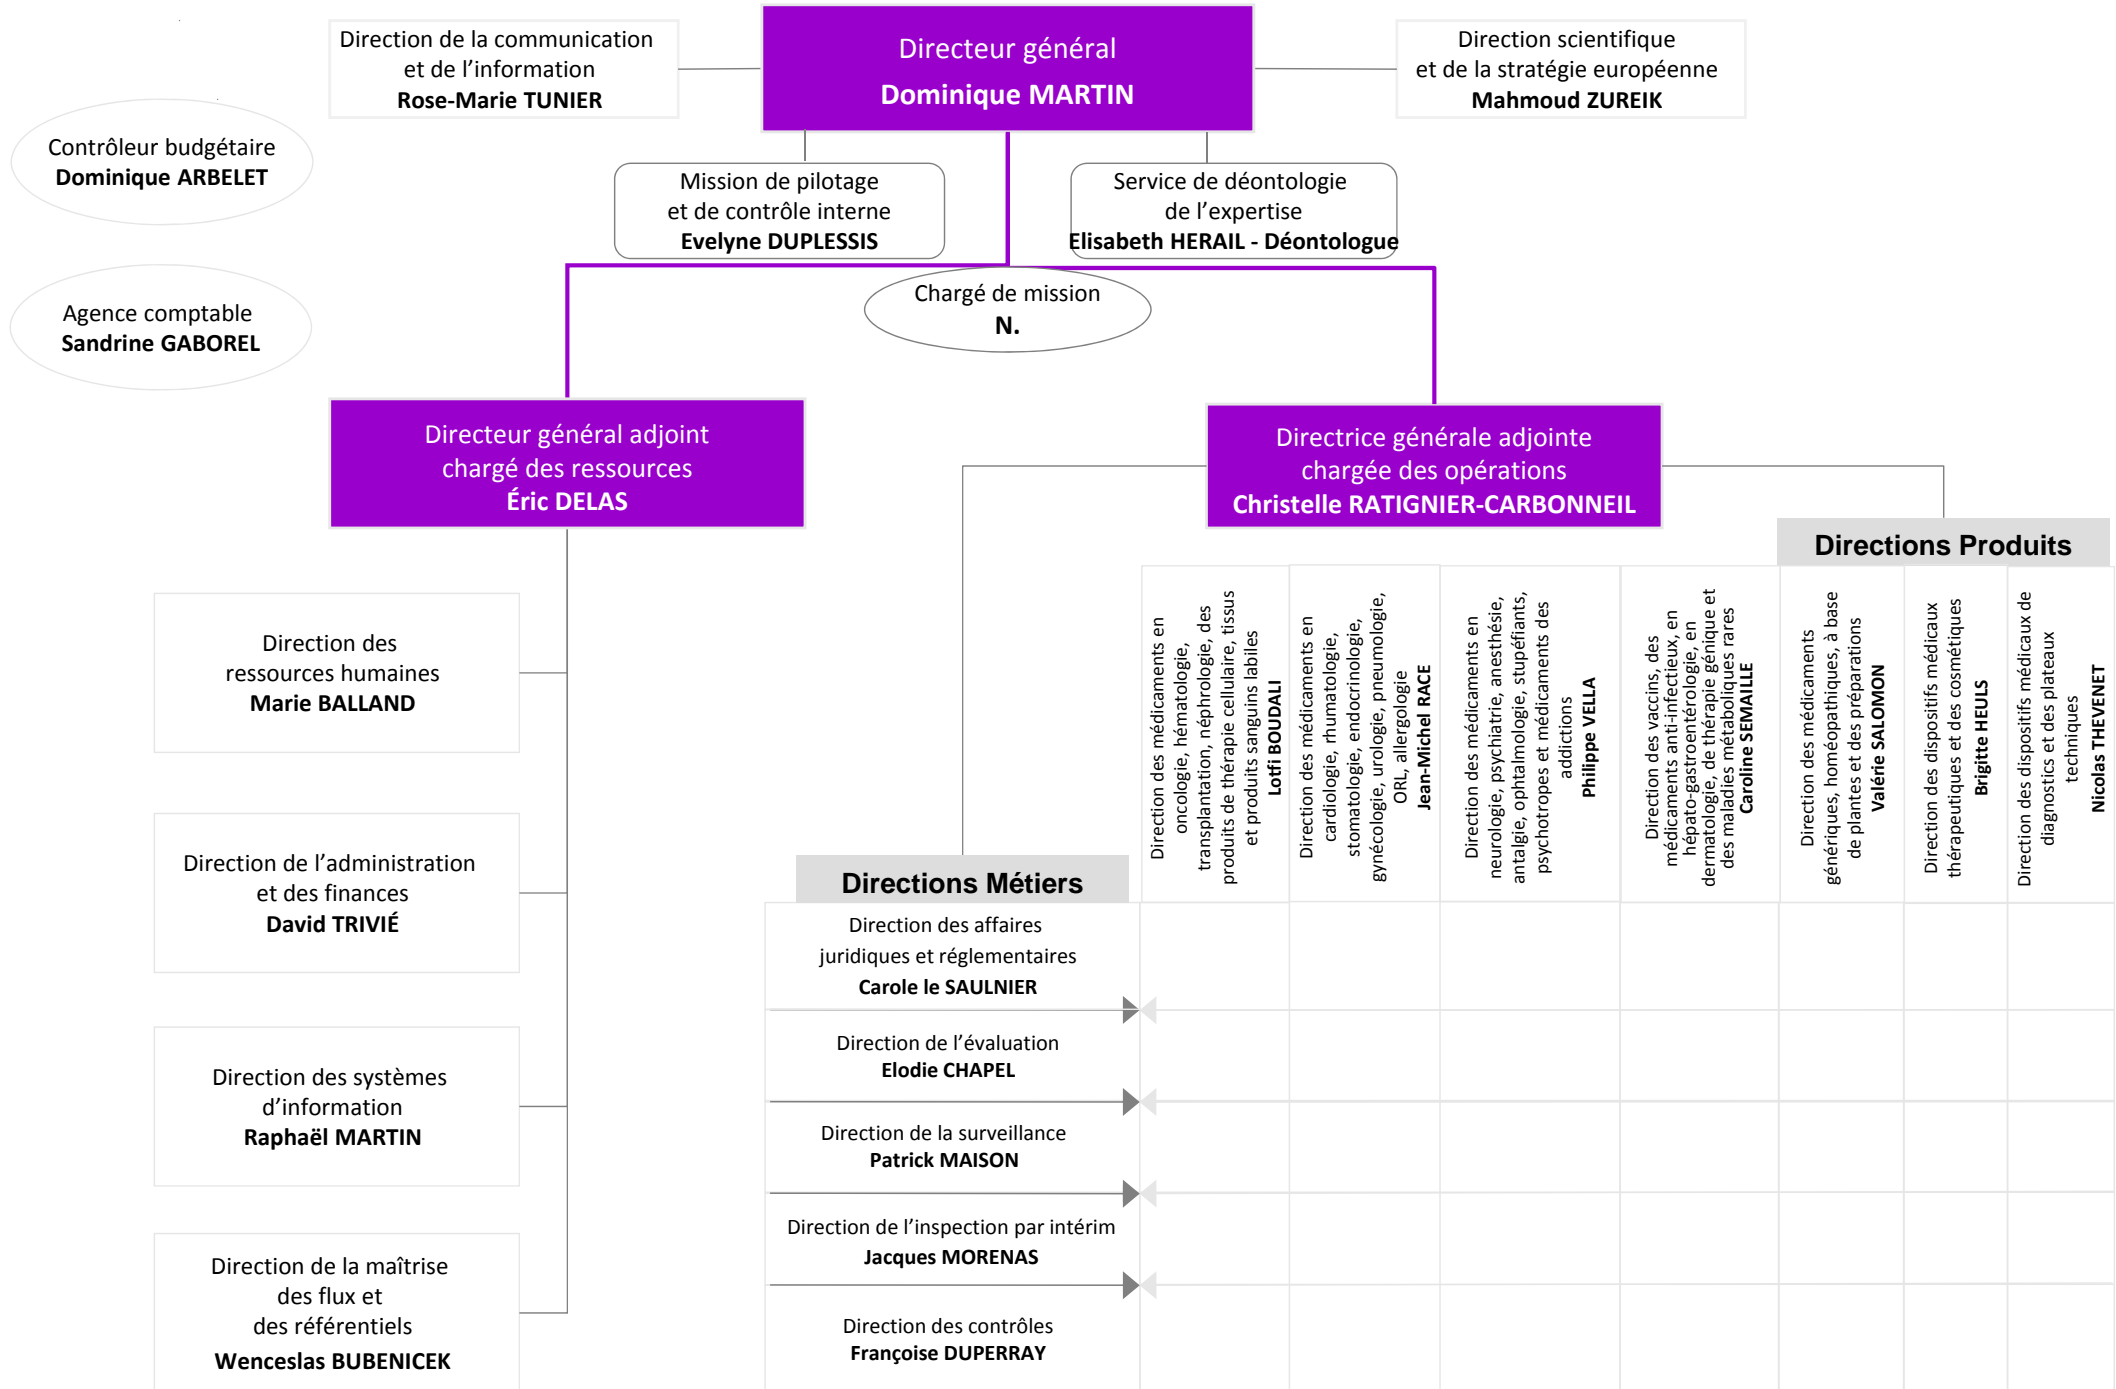 Direction de la communication
et de l’information
Rose-Marie TUNIER
Directeur général
Dominique MARTIN
Direction scientifique
et de la stratégie européenne
Mahmoud ZUREIK
Contrôleur budgétaire
Dominique ARBELET
Mission de pilotage
et de contrôle interne
Evelyne DUPLESSIS
Service de déontologie
de l’expertise
Elisabeth HERAIL - Déontologue
Agence comptable
Sandrine GABOREL
Chargé de mission
N.
Directeur général adjoint
chargé des ressources
Éric DELAS
Directrice générale adjointe
chargée des opérations
Christelle RATIGNIER-CARBONNEIL
Direction des
ressources humaines
Marie BALLAND
Direction de l’administration
et des finances
David TRIVIÉ
Direction des systèmes
d’information
Raphaël MARTIN
Direction de la maîtrise
des flux et
des référentiels
Wenceslas BUBENICEK
Directions Produits
Direction des médicaments en
oncologie, hématologie,
transplantation, néphrologie, des
produits de thérapie cellulaire, tissus
et produits sanguins labiles
Lotfi BOUDALI
Direction des médicaments en
cardiologie, rhumatologie,
stomatologie, endocrinologie,
gynécologie, urologie, pneumologie,
ORL, allergologie
Jean-Michel RACE
Direction des médicaments en
neurologie, psychiatrie, anesthésie,
antalgie, ophtalmologie, stupéfiants,
psychotropes et médicaments des
addictions
Philippe VELLA
Direction des vaccins, des
médicaments anti-infectieux, en
hépato-gastroentérologie, en
dermatologie, de thérapie génique et
des maladies métaboliques rares
Caroline SEMAILLE
Direction des médicaments
génériques, homéopathiques, à base
de plantes et des préparations
Valérie SALOMON
Direction des dispositifs médicaux
thérapeutiques et des cosmétiques
Brigitte HEULS
Direction des dispositifs médicaux de
diagnostics et des plateaux
techniques
Nicolas THEVENET
Directions Métiers
Direction des affaires
juridiques et réglementaires
Carole le SAULNIER
Direction de l’évaluation
Elodie CHAPEL
Direction de la surveillance
Patrick MAISON
Direction de l’inspection par intérim
Jacques MORENAS
Direction des contrôles
Françoise DUPERRAY